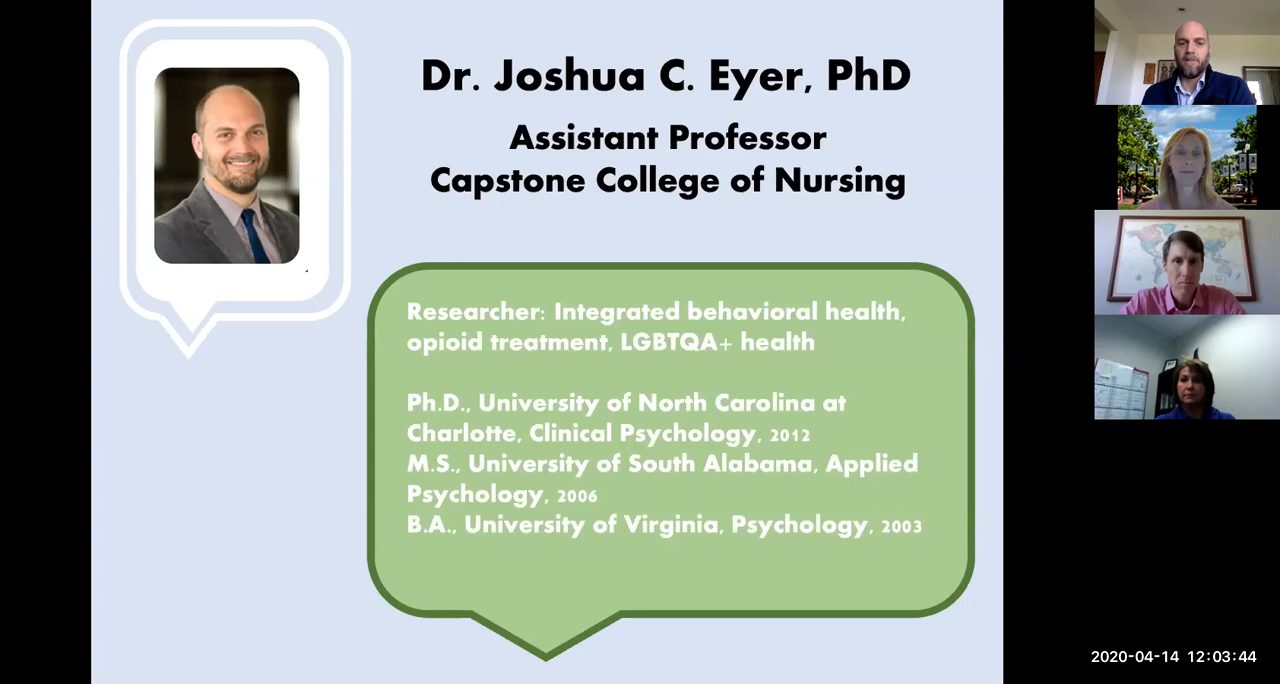 Dr. Joshua C. Eyer, PhD
Assistant Professor
Capstone College of Nursing
Researcher: Integrated behavioral health,
opioid treatment, LGBTQA+ health
Ph.D., University of North Carolina at
Charlotte, Clinical Psychology, 2012
M.S., University of South Alabama, Applied
Psychology, 2006
B.A., University of Virginia, Psychology, 2003
2020-04-14 12:03:44